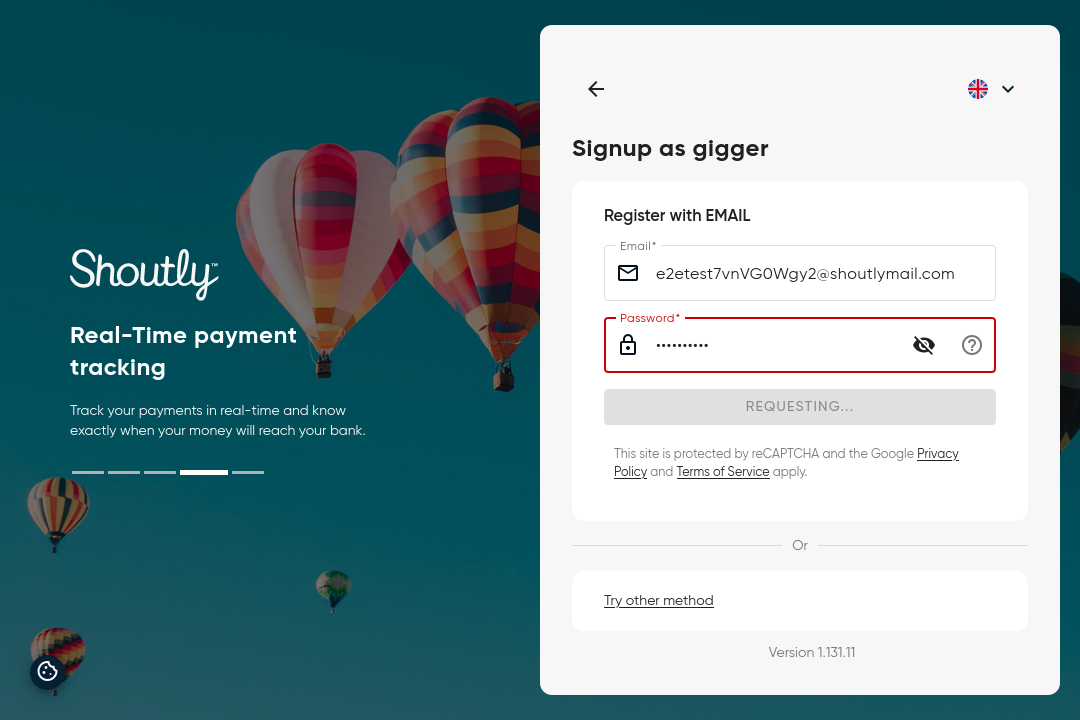 Shoutly™
Real-Time payment
tracking
Track your payments in real-time and know
exactly when your money will reach your bank.
Signup as gigger
Register with EMAIL
Email*
e2etest7vnVG0Wgy2@shoutlymail.com
Password*
••••••••••
REQUESTING...
This site is protected by reCAPTCHA and the Google Privacy
Policy and Terms of Service apply.
Or
Try other method
Version 1.131.11